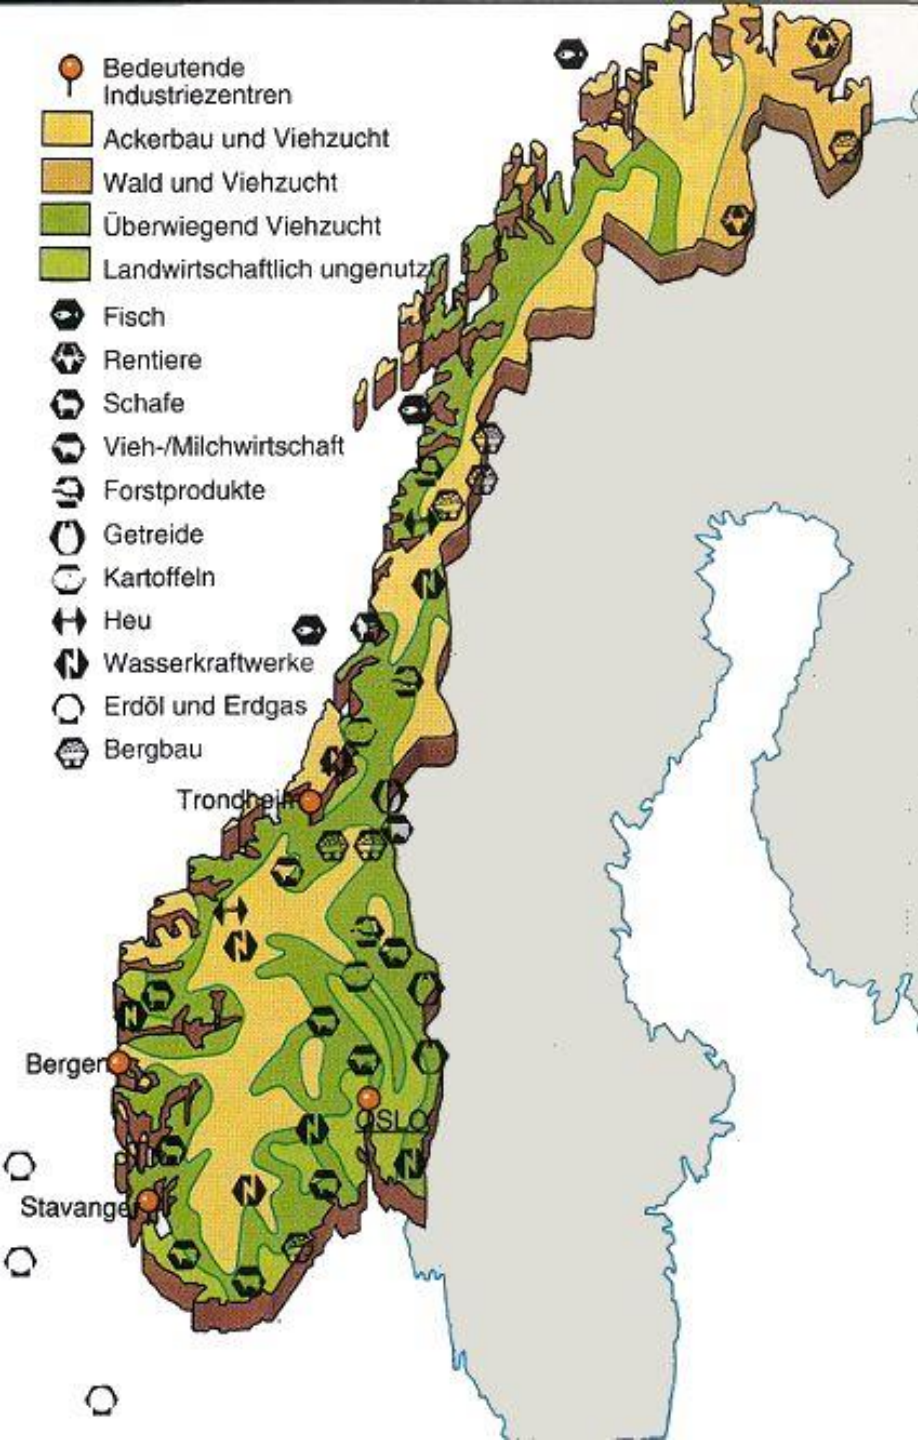 Bedeutende
Industriezentren
Ackerbau und Viehzucht
Wald und Viehzucht
Überwiegend Viehzucht
Landwirtschaftlich ungenutzt
Fisch
Rentiere
Schafe
Vieh-/Milchwirtschaft
Forstprodukte
Getreide
Kartoffeln
Heu
Wasserkraftwerke
Erdöl und Erdgas
Bergbau
Trondheim
Bergen
OSLO
Stavanger